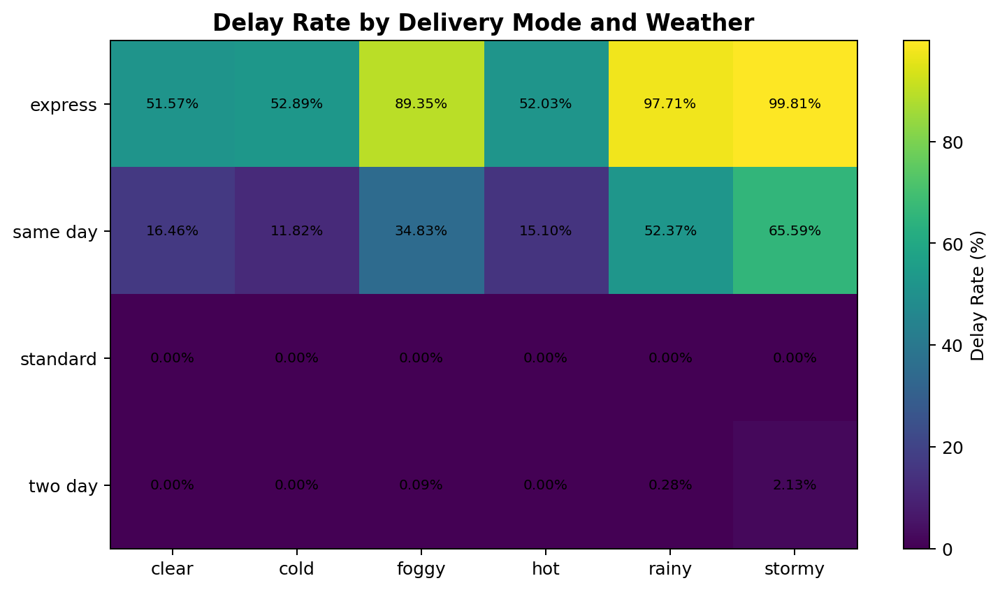 Delay Rate by Delivery Mode and Weather
express 51.57% 52.89% 89.35% 52.03% 97.71% 99.81%
same day 16.46% 11.82% 34.83% 15.10% 52.37% 65.59%
standard 0.00% 0.00% 0.00% 0.00% 0.00% 0.00%
two day 0.00% 0.00% 0.09% 0.00% 0.28% 2.13%
clear cold foggy hot rainy stormy
80
60
40
20
0
Delay Rate (%)